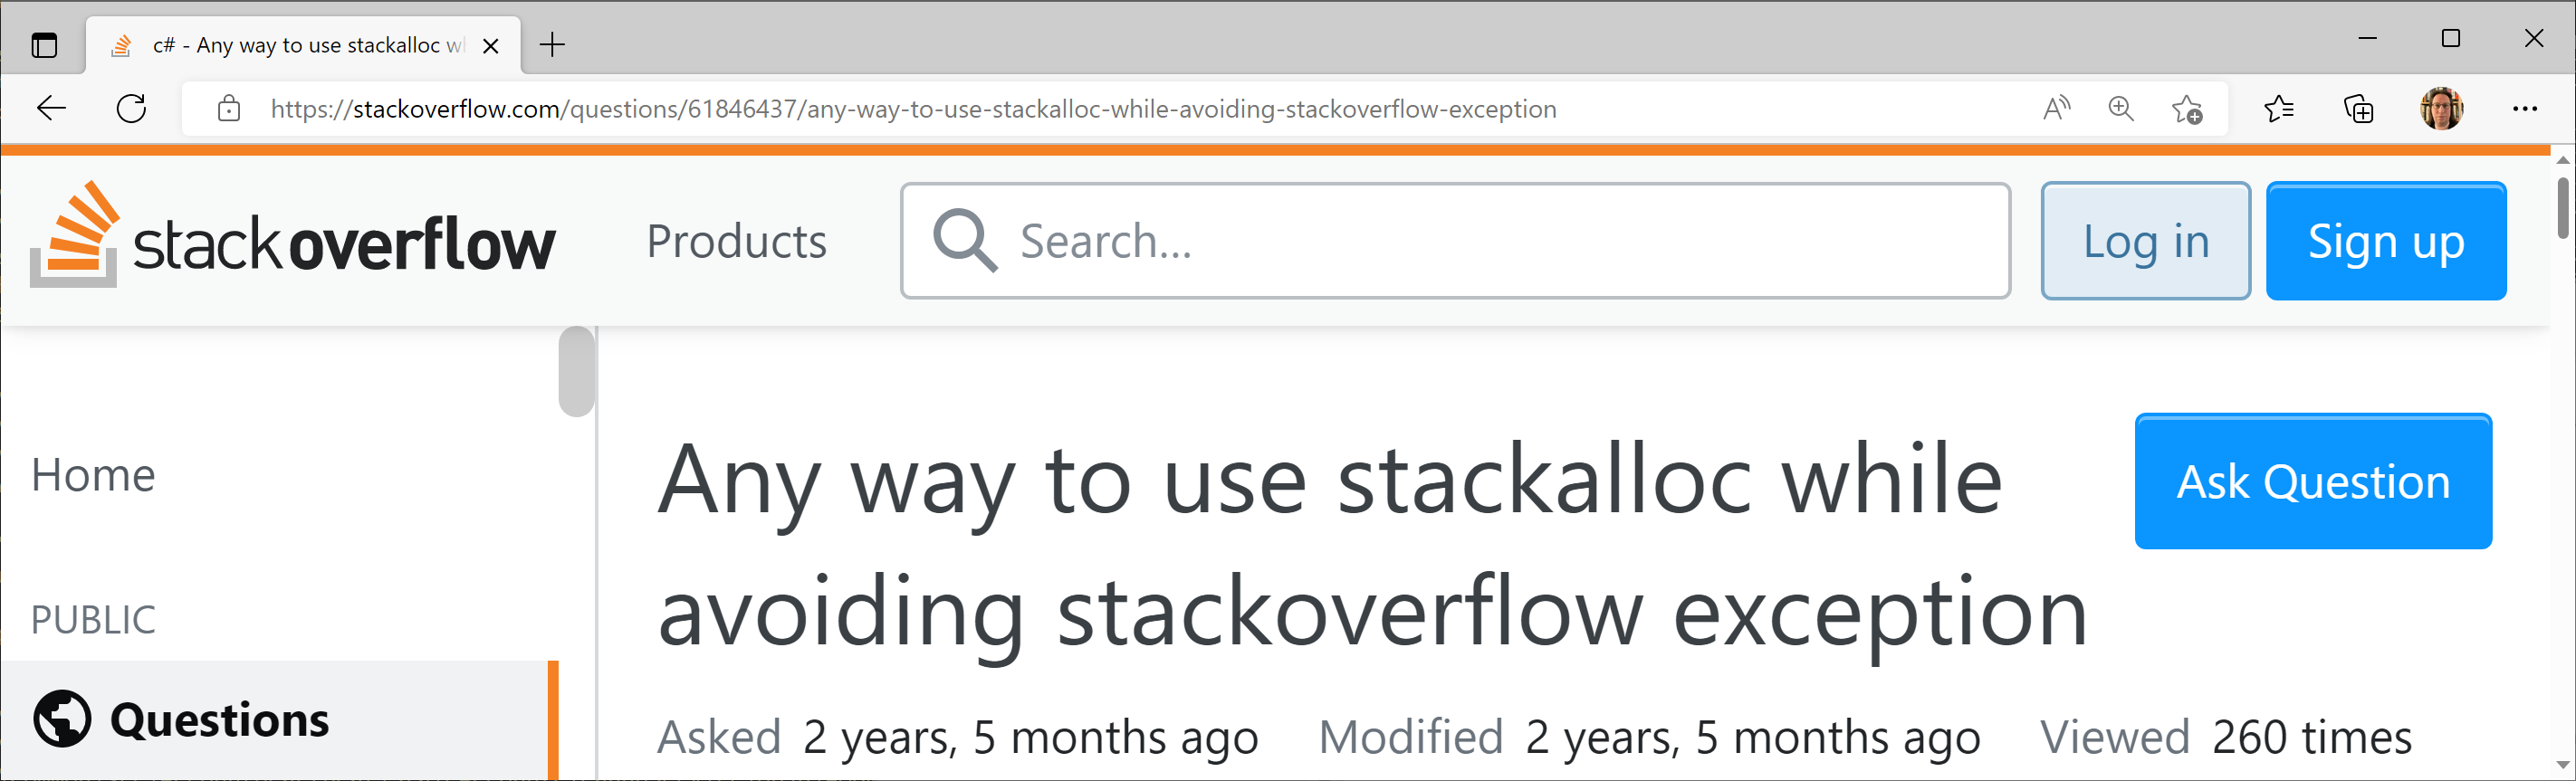 c# - Any way to use stackalloc
https://stackoverflow.com/questions/61846437/any-way-to-use-stackalloc-while-avoiding-stackoverflow-exception
stackoverflow
Products
Search...
Log in
Sign up
Home
PUBLIC
Questions
Any way to use stackalloc while
avoiding stackoverflow exception
Ask Question
Asked 2 years, 5 months ago Modified 2 years, 5 months ago Viewed 260 times